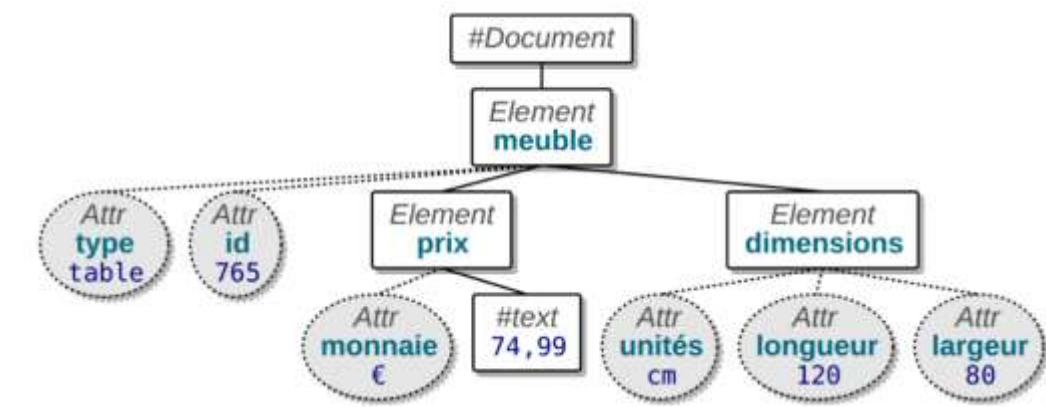 #Document
Element
meuble
Attr
type
table
Attr
id
765
Element
prix
Element
dimensions
Attr
monnaie
€
#text
74,99
Attr
unités
cm
Attr
longueur
120
Attr
largeur
80